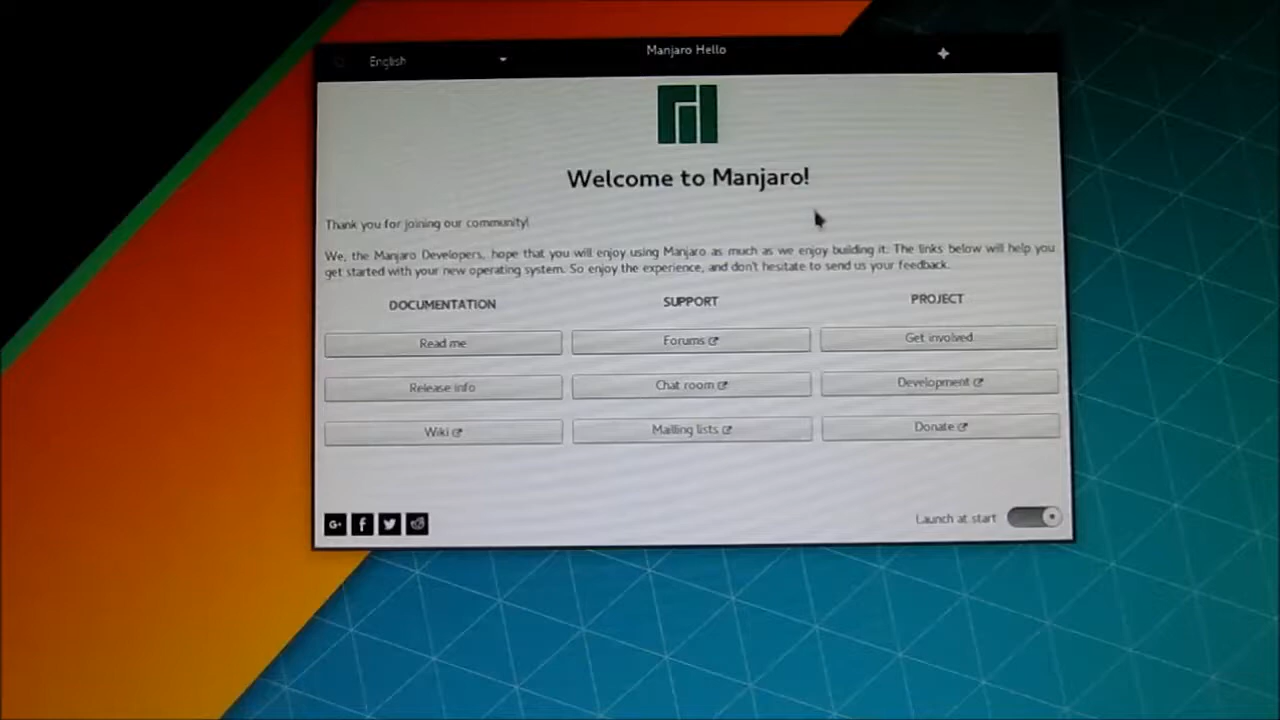 English
Manjaro Hello
Welcome to Manjaro!
Thank you for joining our community!
We, the Manjaro Developers, hope that you will enjoy using Manjaro as much as we enjoy building it. The links below will help you
get started with your new operating system. So enjoy the experience, and don't hesitate to send us your feedback.
DOCUMENTATION SUPPORT PROJECT
Read me Forums Get involved
Release info Chat room Development
Wiki Mailling lists Donate
G+ f
Launch at start